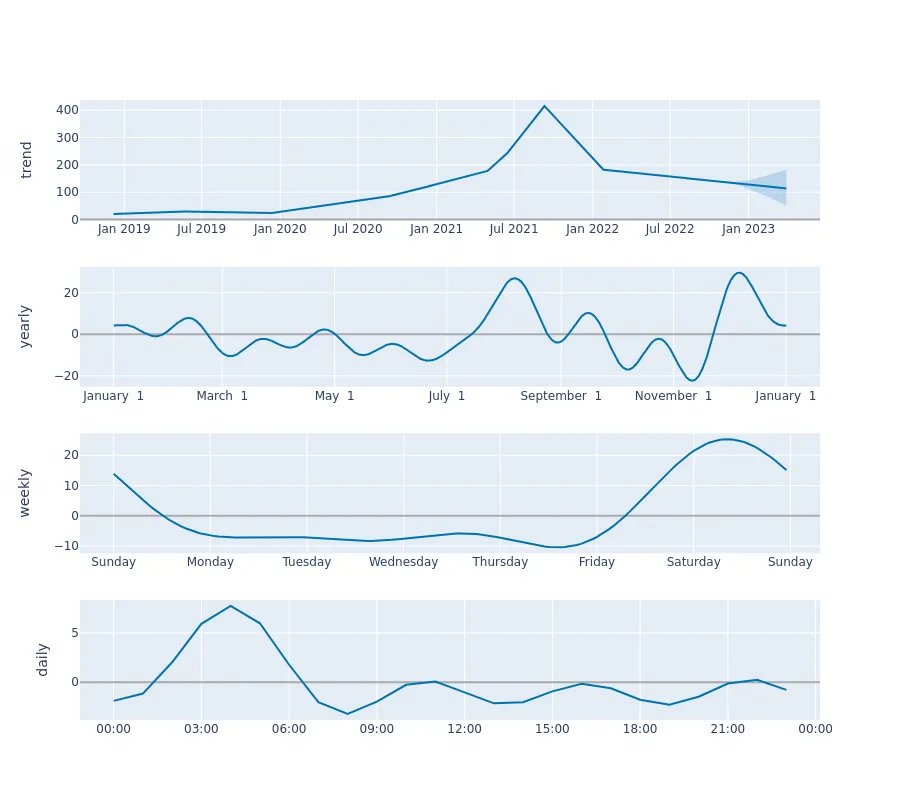 trend
400
300
200
100
0
Jan 2019 Jul 2019 Jan 2020 Jul 2020 Jan 2021 Jul 2021 Jan 2022 Jul 2022 Jan 2023
yearly
20
0
−20
January 1 March 1 May 1 July 1 September 1 November 1 January 1
weekly
20
10
0
−10
Sunday Monday Tuesday Wednesday Thursday Friday Saturday Sunday
daily
5
0
00:00 03:00 06:00 09:00 12:00 15:00 18:00 21:00 00:00